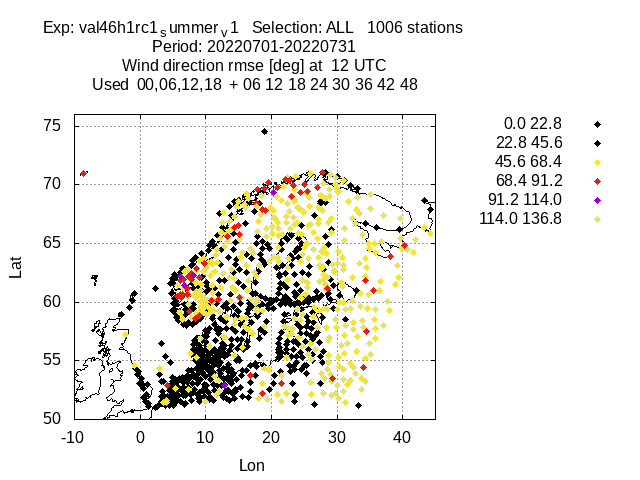 Exp: val46h1rc1summerv1 Selection: ALL 1006 stations
Period: 20220701-20220731
Wind direction rmse [deg] at 12 UTC
Used 00,06,12,18 + 06 12 18 24 30 36 42 48
0.0 22.8
22.8 45.6
45.6 68.4
68.4 91.2
91.2 114.0
114.0 136.8
75
70
65
60
55
50
Lat
-10 0 10 20 30 40
Lon